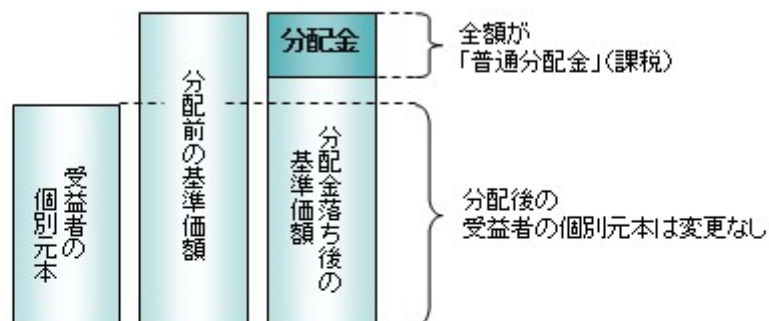 受益者の
個別元本
分配前の基準価額
分配金
分配金落ち後の
基準価額
全額が
「普通分配金」(課税)
分配後の
受益者の個別元本は変更なし